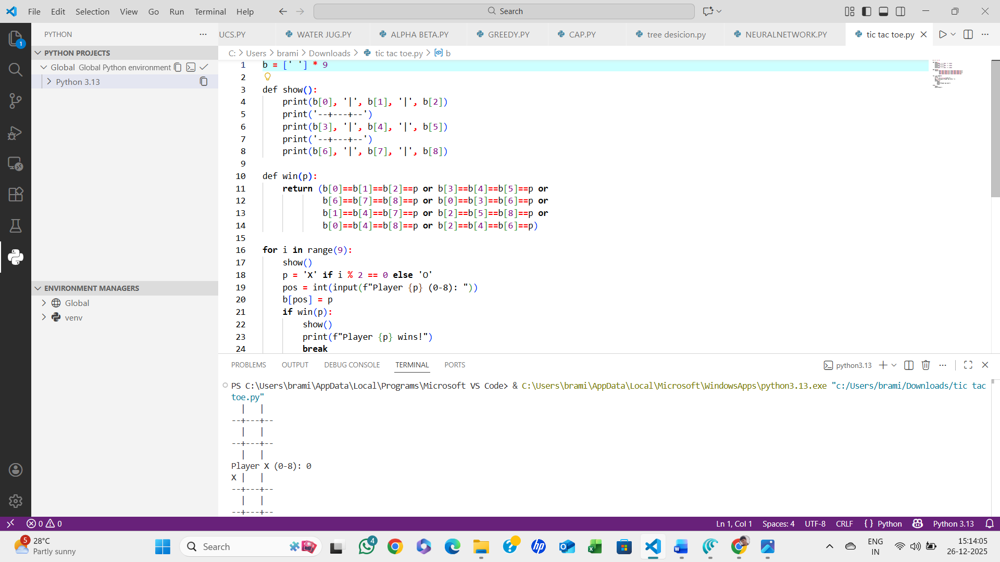 File Edit Selection View Go Run Terminal Help
Search
PYTHON
UCS.PY WATER JUG.PY ALPHA BETA.PY GREEDY.PY CAP.PY tree desicion.py NEURALNETWORK.PY tic tac toe.py
1
PYTHON PROJECTS
Global Global Python environment
Python 3.13
ENVIRONMENT MANAGERS
Global
venv
C: > Users > brami > Downloads > tic tac toe.py > b
1 b = [' '] * 9
2
3 def show():
4 print(b[0], '|', b[1], '|', b[2])
5 print('--+---+--')
6 print(b[3], '|', b[4], '|', b[5])
7 print('--+---+--')
8 print(b[6], '|', b[7], '|', b[8])
9
10 def win(p):
11 return (b[0]==b[1]==b[2]==p or b[3]==b[4]==b[5]==p or
12 b[6]==b[7]==b[8]==p or b[0]==b[3]==b[6]==p or
13 b[1]==b[4]==b[7]==p or b[2]==b[5]==b[8]==p or
14 b[0]==b[4]==b[8]==p or b[2]==b[4]==b[6]==p)
15
16 for i in range(9):
17 show()
18 p = 'X' if i % 2 == 0 else 'O'
19 pos = int(input(f"Player {p} (0-8): "))
20 b[pos] = p
21 if win(p):
22 show()
23 print(f"Player {p} wins!")
24 break
PROBLEMS OUTPUT DEBUG CONSOLE TERMINAL PORTS
python3.13
PS C:\Users\brami\AppData\Local\Programs\Microsoft VS Code> & C:\Users\brami\AppData\Local\Microsoft\WindowsApps\python3.13.exe "c:/Users/brami/Downloads/tic tac
toe.py"
| |
--+---+--
| |
--+---+--
| |
Player X (0-8): 0
X | |
--+---+--
| |
--+---+--
0 0
Ln 1, Col 1 Spaces: 4 UTF-8 CRLF { } Python Python 3.13
5 28°C
Partly sunny
Search
4
ENG
IN
15:14:05
26-12-2025